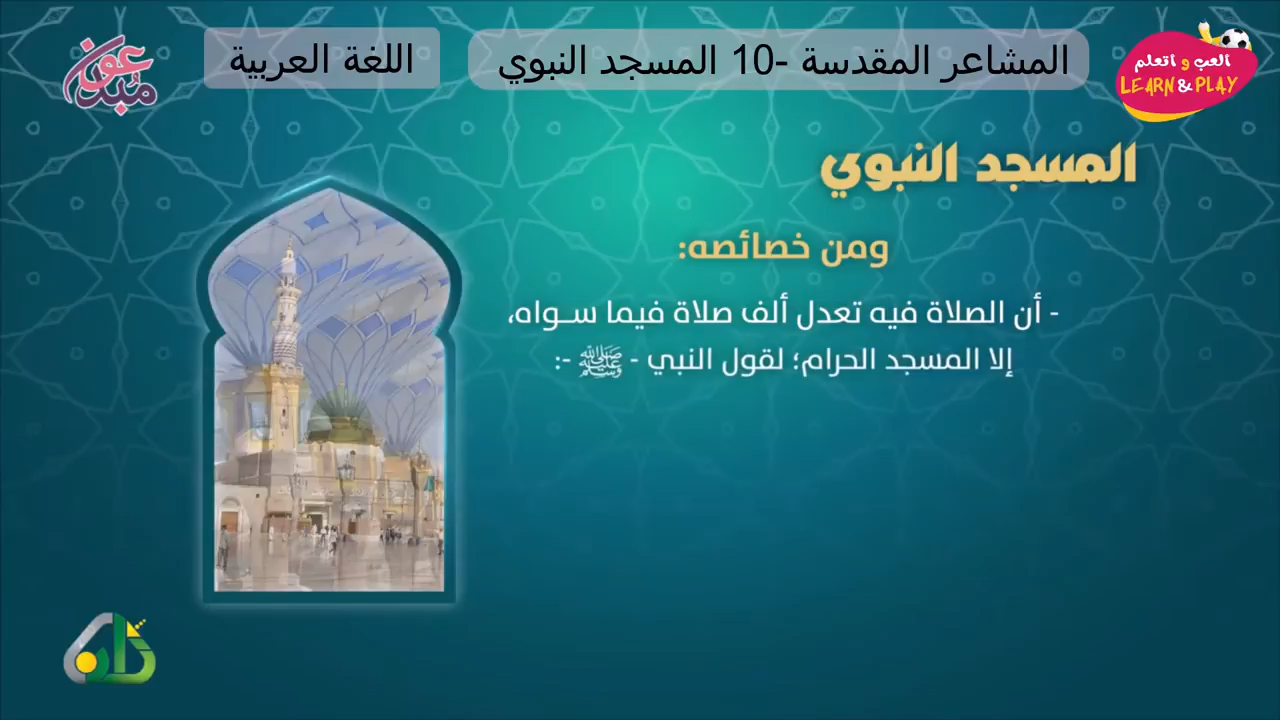 المشاعر المقدسة -10 المسجد النبوي
اللغة العربية
مبدعون
العب و اتعلم
LEARN & PLAY
المسجد النبوي
ومن خصائصه:
- أن الصلاة فيه تعدل ألف صلاة فيما سـواه،
إلا المسجد الحرام؛ لقول النبي - ﷺ -: